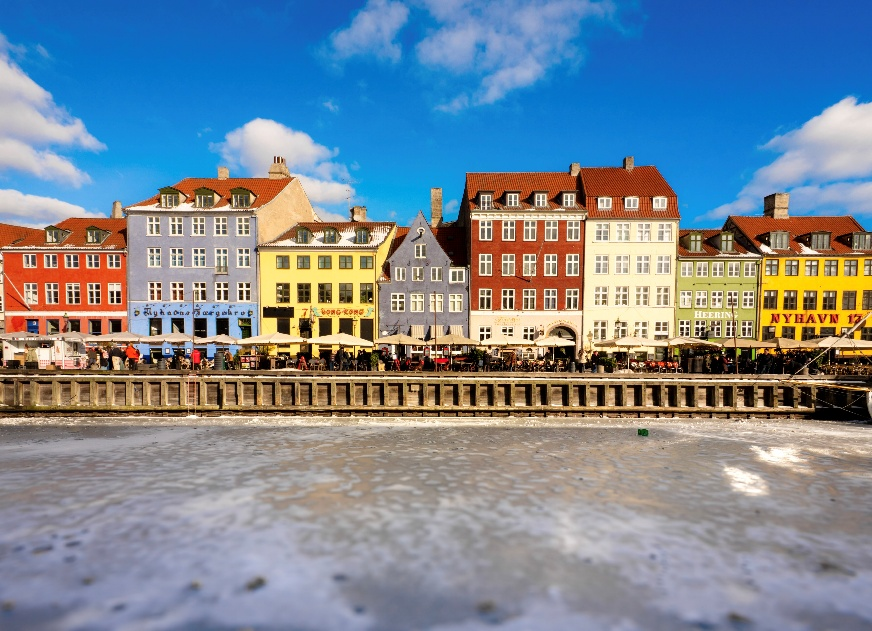 Nyhavns Færgekro
HONG KONG
HEERING
NYHAVN 17